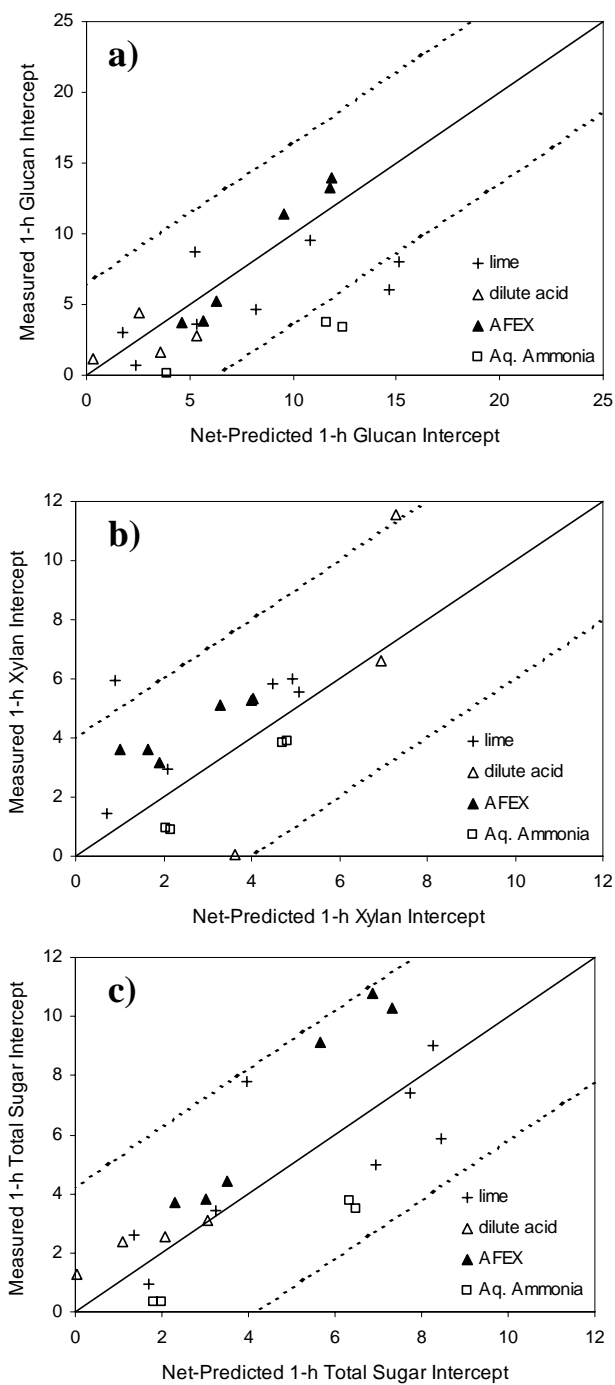 a)
25
20
15
10
5
0
Measured 1-h Glucan Intercept
lime
dilute acid
AFEX
Aq. Ammonia
0 5 10 15 20 25
Net-Predicted 1-h Glucan Intercept
b)
12
10
8
6
4
2
0
Measured 1-h Xylan Intercept
lime
dilute acid
AFEX
Aq. Ammonia
0 2 4 6 8 10 12
Net-Predicted 1-h Xylan Intercept
c)
12
10
8
6
4
2
0
Measured 1-h Total Sugar Intercept
lime
dilute acid
AFEX
Aq. Ammonia
0 2 4 6 8 10 12
Net-Predicted 1-h Total Sugar Intercept